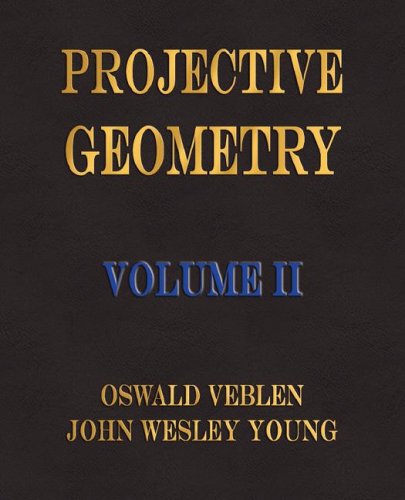 PROJECTIVE
GEOMETRY
VOLUME II
OSWALD VEBLEN
JOHN WESLEY YOUNG